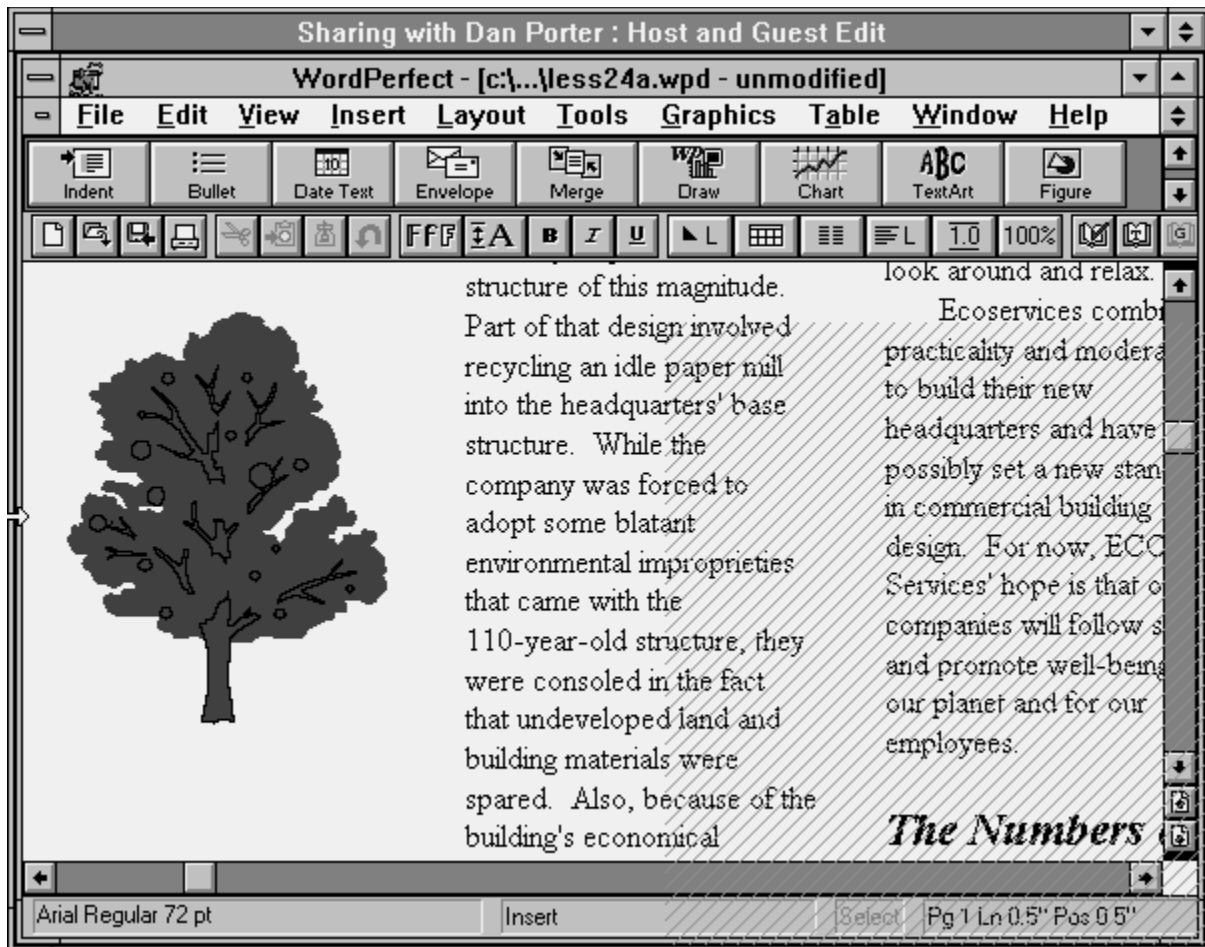 Sharing with Dan Porter : Host and Guest Edit
WordPerfect - [c:\...\less24a.wpd - unmodified]
File Edit View Insert Layout Tools Graphics Table Window Help
Indent Bullet Date Text Envelope Merge Draw Chart TextArt Figure
B I U L L 1.0 100%
structure of this magnitude.
Part of that design involved
recycling an idle paper mill
into the headquarters' base
structure. While the
company was forced to
adopt some blatant
environmental improprieties
that came with the
110-year-old structure, they
were consoled in the fact
that undeveloped land and
building materials were
spared. Also, because of the
building's economical
look around and relax.
Ecoservices combi
practicality and modera
to build their new
headquarters and have
possibly set a new stan
in commercial building
design. For now, ECO
Services' hope is that o
companies will follow s
and promote well-being
our planet and for our
employees.
The Numbers
Arial Regular 72 pt Insert Select Pg 1 Ln 0.5" Pos 0.5"